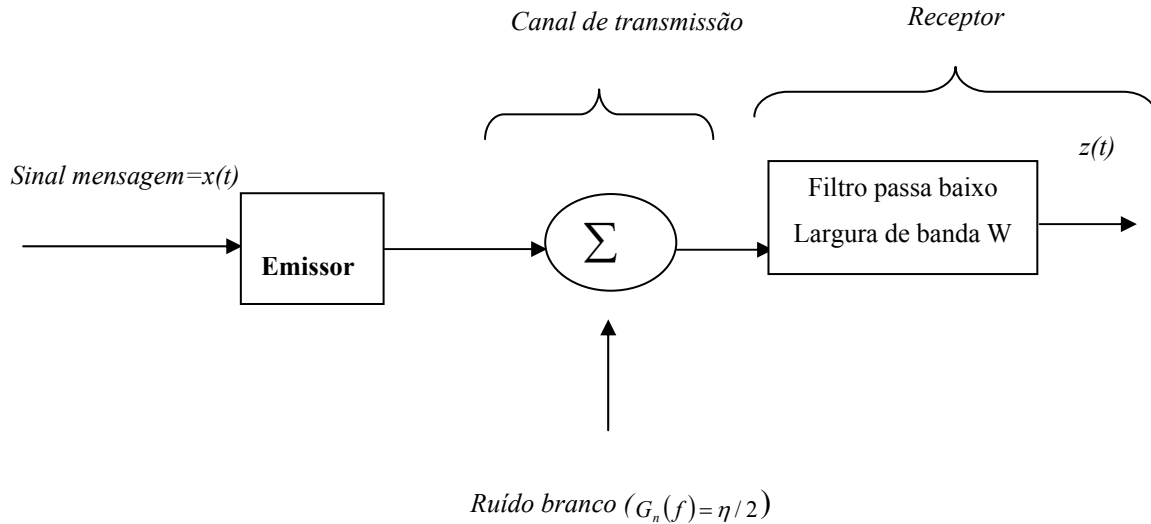 Canal de transmissão
Receptor
Sinal mensagem=x(t)
Emissor
∑
Filtro passa baixo
Largura de banda W
z(t)
Ruído branco (Gₙ(f)= η/2)